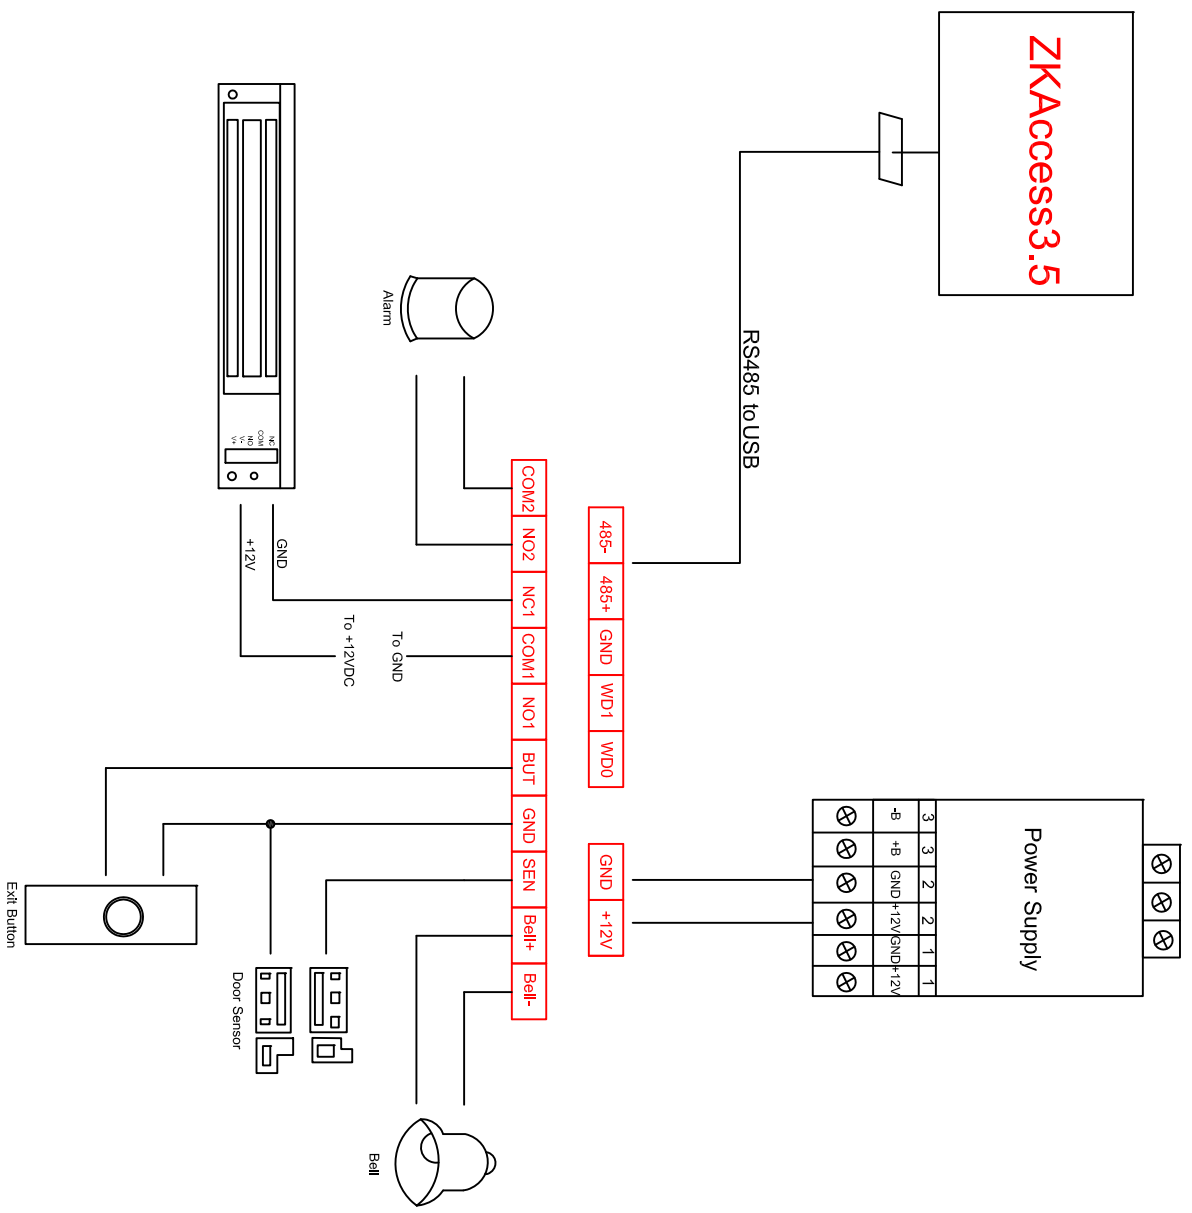 ZKAccess3.5
RS485 to USB
Alarm
NC
COM
NO
V-
V+
GND
+12V
To +12VDC
To GND
COM2
NO2
NC1
COM1
NO1
BUT
GND
SEN
Bell+
Bell-
485-
485+
GND
WD1
WD0
GND
+12V
Power Supply
3
3
2
2
1
1
-B
+B
GND
+12V
GND
+12V
Exit Button
Door Sensor
Bell